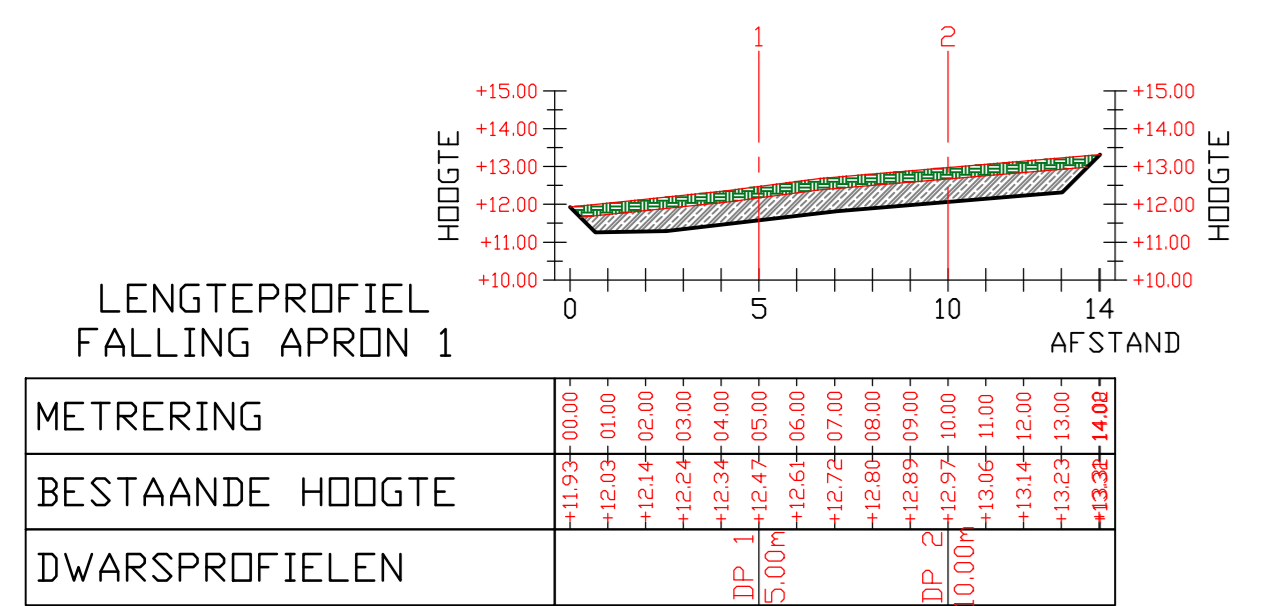 1 2
+15.00 +15.00
+14.00 +14.00
+13.00 +13.00
+12.00 +12.00
+11.00 +11.00
+10.00 +10.00
HOOGTE HOOGTE
0 5 10 14
AFSTAND
LENGTEPROFIEL
FALLING APRON 1
METRERING 00.00 01.00 02.00 03.00 04.00 05.00 06.00 07.00 08.00 09.00 10.00 11.00 12.00 13.00
BESTAANDE HOOGTE +11.93 +12.03 +12.14 +12.24 +12.34 +12.47 +12.61 +12.72 +12.80 +12.89 +12.97 +13.06 +13.14 +13.23
DWARSPROFIELEN DP 1 5.00m DP 2 10.00m